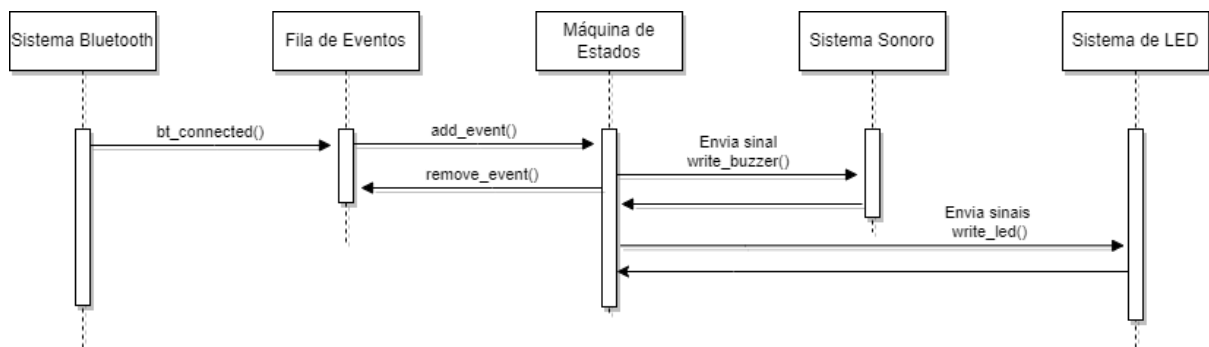 Sistema Bluetooth
Fila de Eventos
Máquina de
Estados
Sistema Sonoro
Sistema de LED
bt_connected()
add_event()
remove_event()
Envia sinal
write_buzzer()
Envia sinais
write_led()